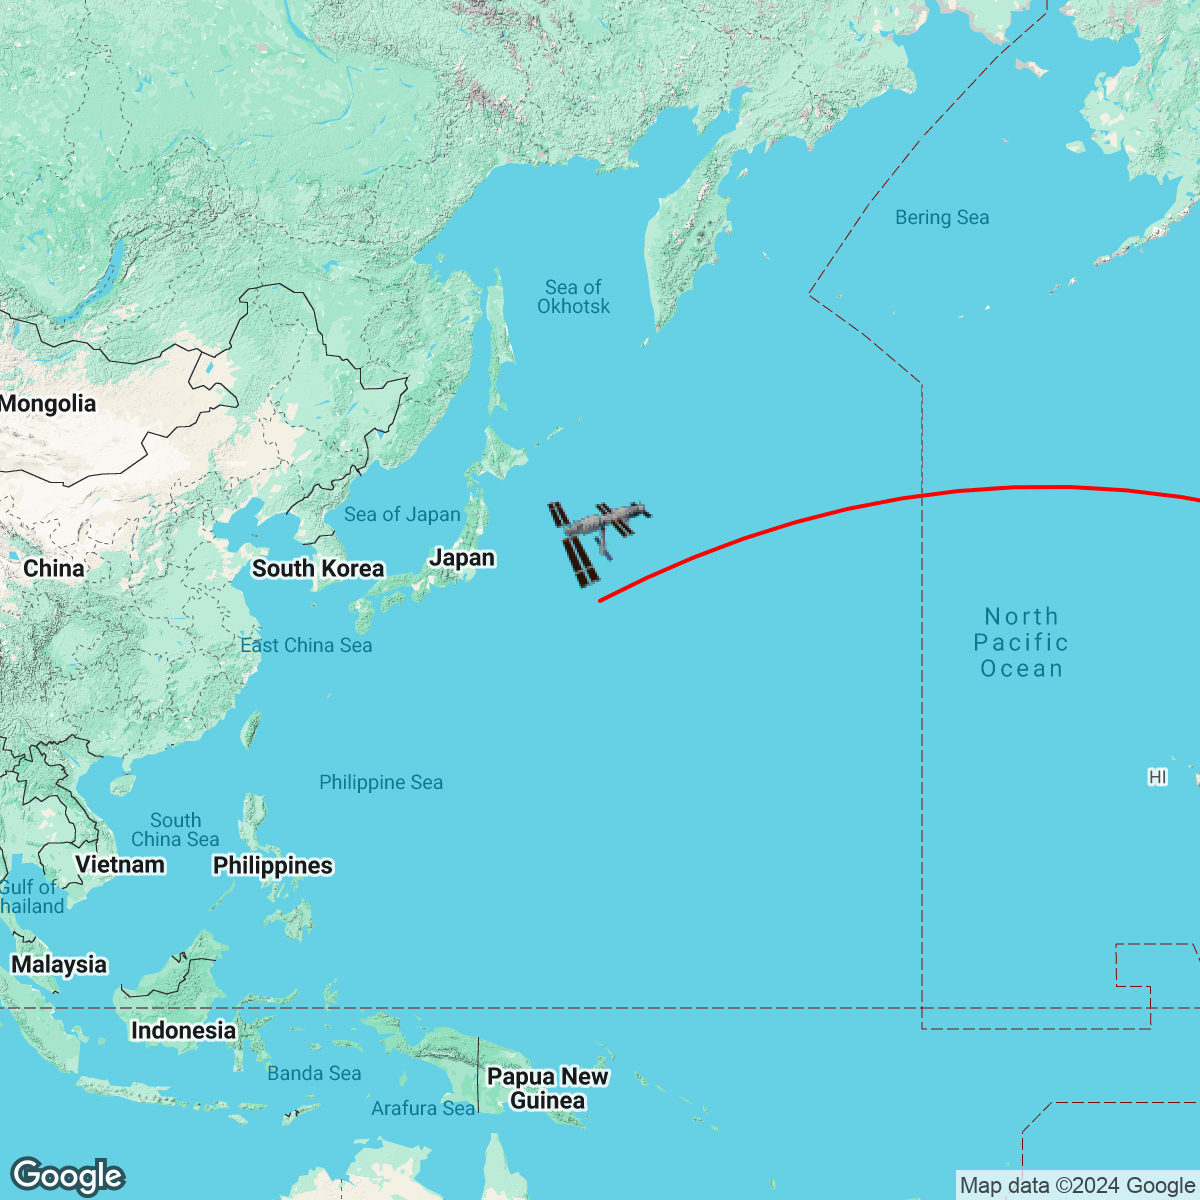 Bering Sea
Sea of
Okhotsk
Mongolia
Sea of Japan
Japan
China
South Korea
North
Pacific
Ocean
East China Sea
HI
Philippine Sea
South
China Sea
Vietnam
Philippines
Gulf of
hailand
Malaysia
Indonesia
Banda Sea
Papua New
Guinea
Arafura Sea
Google
Map data ©2024 Google